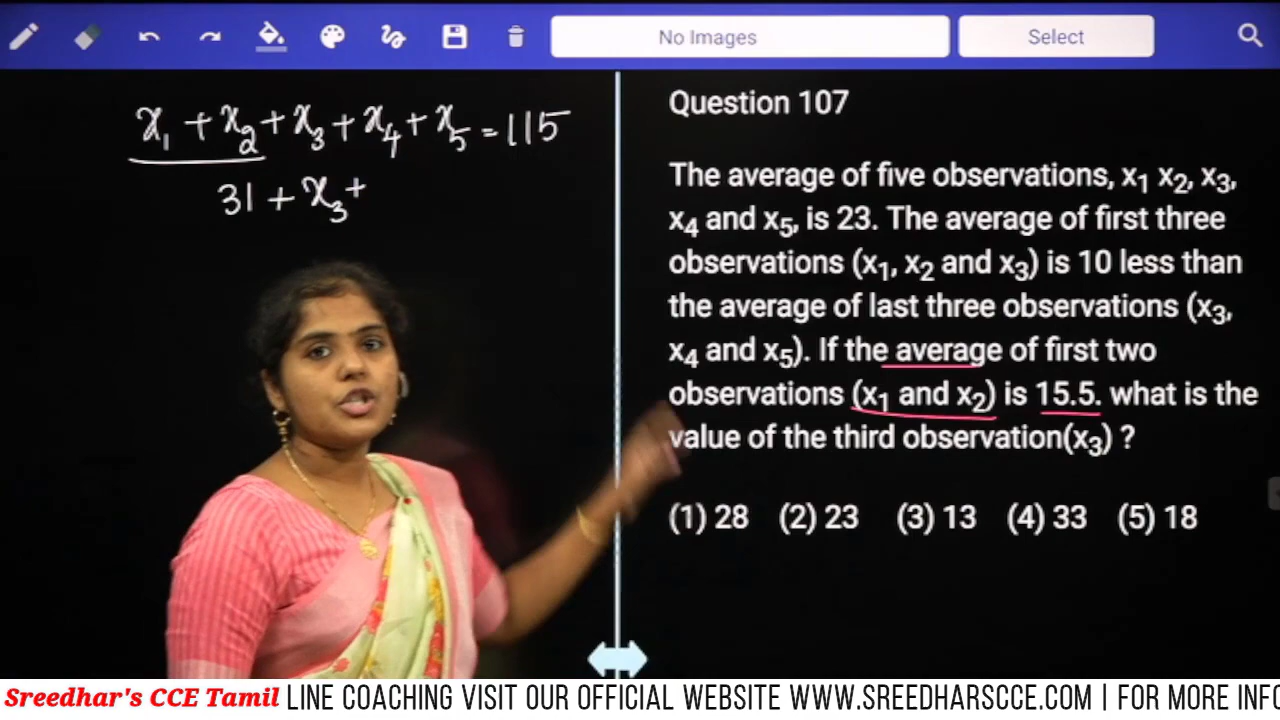 No Images
Select
x₁ + x₂ + x₃ + x₄ + x₅ = 115
31 + x₃ +
Question 107
The average of five observations, x₁ x₂, x₃,
x₄ and x₅, is 23. The average of first three
observations (x₁, x₂ and x₃) is 10 less than
the average of last three observations (x₃,
x₄ and x₅). If the average of first two
observations (x₁ and x₂) is 15.5. what is the
value of the third observation(x₃) ?
(1) 28 (2) 23 (3) 13 (4) 33 (5) 18
Sreedhar's CCE Tamil LINE COACHING VISIT OUR OFFICIAL WEBSITE WWW.SREEDHARSCCE.COM | FOR MORE INFO